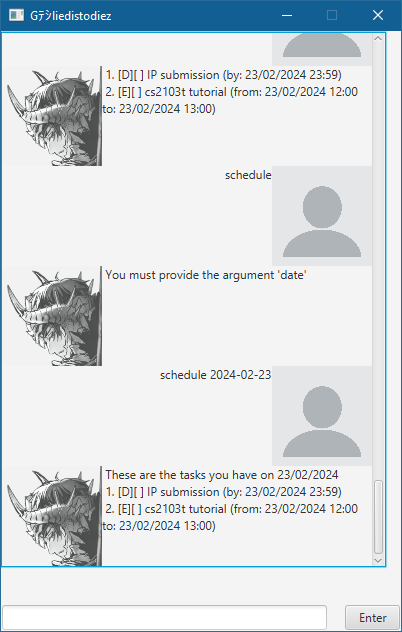 Gﾃｼliedistodiez
1. [D][ ] IP submission (by: 23/02/2024 23:59)
2. [E][ ] cs2103t tutorial (from: 23/02/2024 12:00
to: 23/02/2024 13:00)
schedule
You must provide the argument 'date'
schedule 2024-02-23
These are the tasks you have on 23/02/2024
1. [D][ ] IP submission (by: 23/02/2024 23:59)
2. [E][ ] cs2103t tutorial (from: 23/02/2024 12:00
to: 23/02/2024 13:00)
Enter